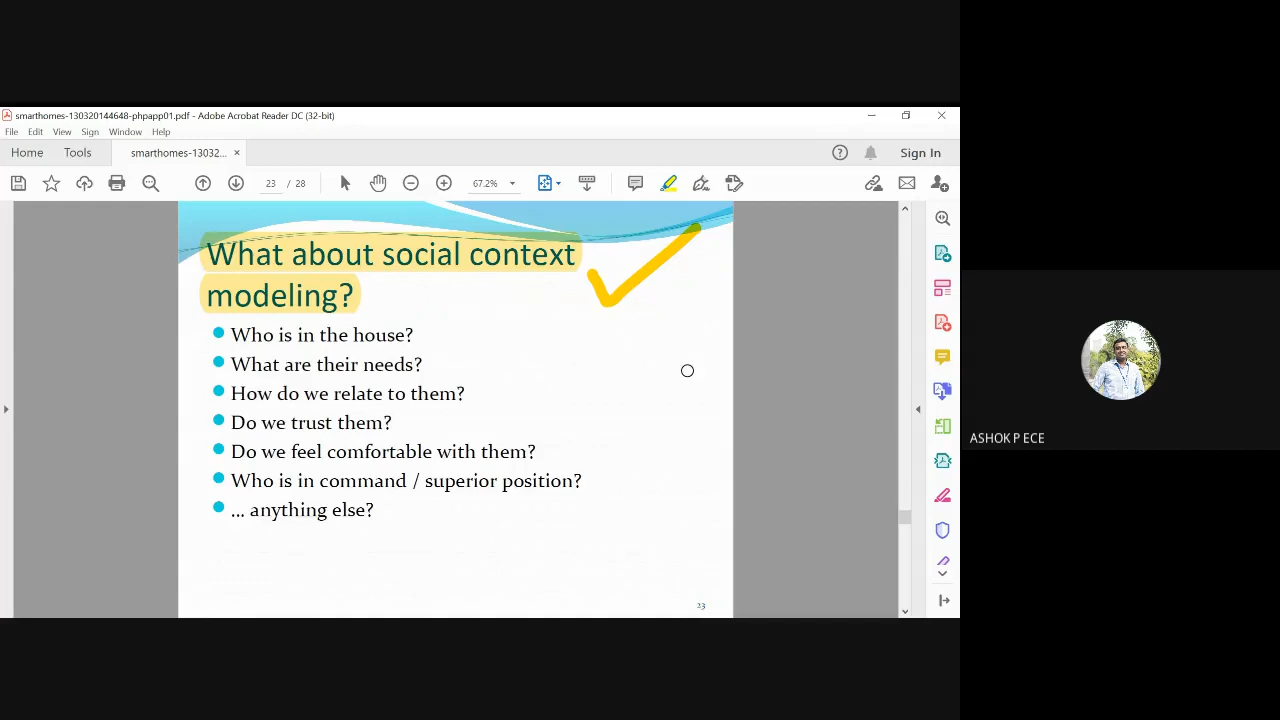 smarthomes-130320144648-phpapp01.pdf - Adobe Acrobat Reader DC (32-bit)
File Edit View Sign Window Help
Home Tools smarthomes-13032... × Sign In
23 / 28 67.2%
What about social context
modeling?
Who is in the house?
What are their needs?
How do we relate to them?
Do we trust them?
Do we feel comfortable with them?
Who is in command / superior position?
... anything else?
23
ASHOK P ECE